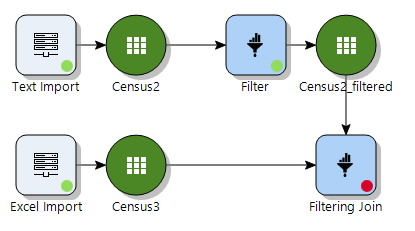 Text Import
Census2
Filter
Census2_filtered
Excel Import
Census3
Filtering Join